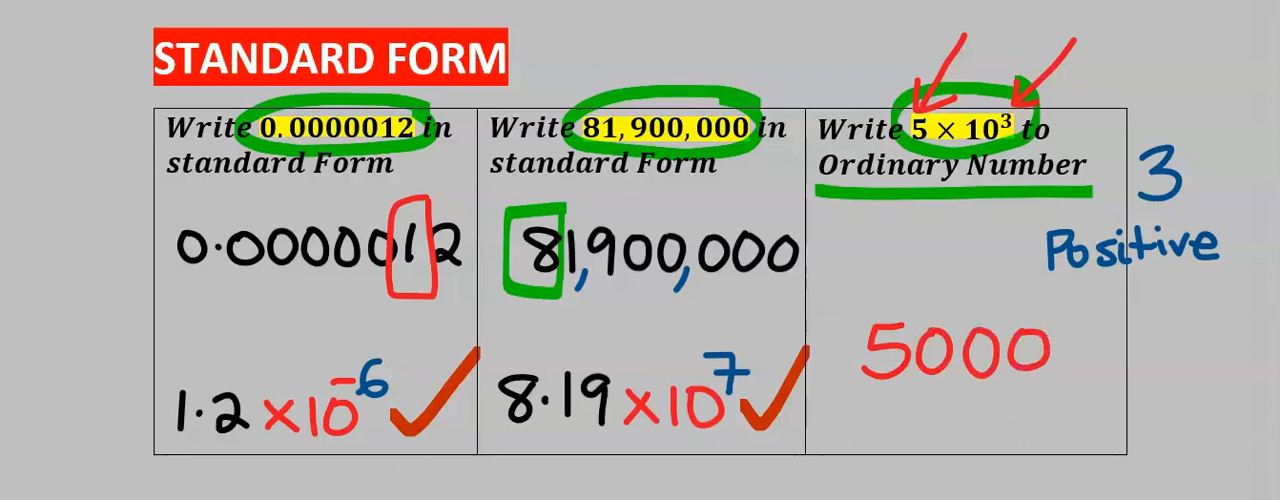 STANDARD FORM
Write 0.0000012 in
standard Form
0.0000012
1.2 ×10⁻⁶
Write 81,900,000 in
standard Form
81,900,000
8.19 ×10⁷
Write 5 × 10³ to
Ordinary Number
5000
3
Positive